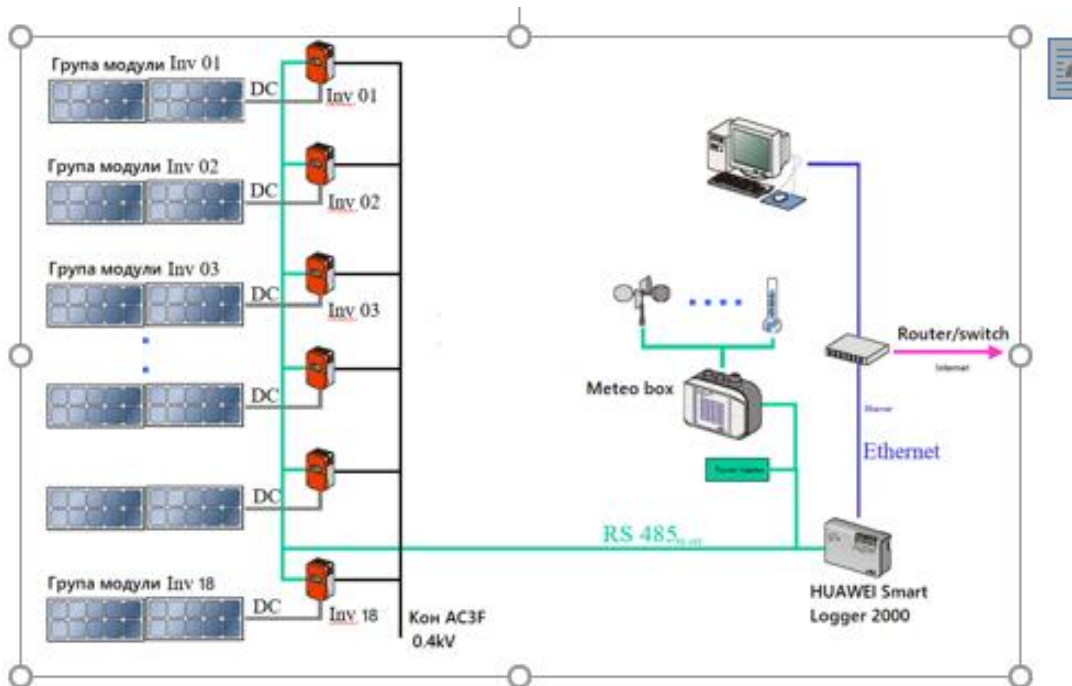 Група модули Inv 01
DC
Inv 01
Група модули Inv 02
DC
Inv 02
Група модули Inv 03
DC
Inv 03
DC
DC
Група модули Inv 18
DC
Inv 18
Кон AC3F
0.4kV
Meteo box
RS 485
Router/switch
Internet
Ethernet
Ethernet
HUAWEI Smart
Logger 2000